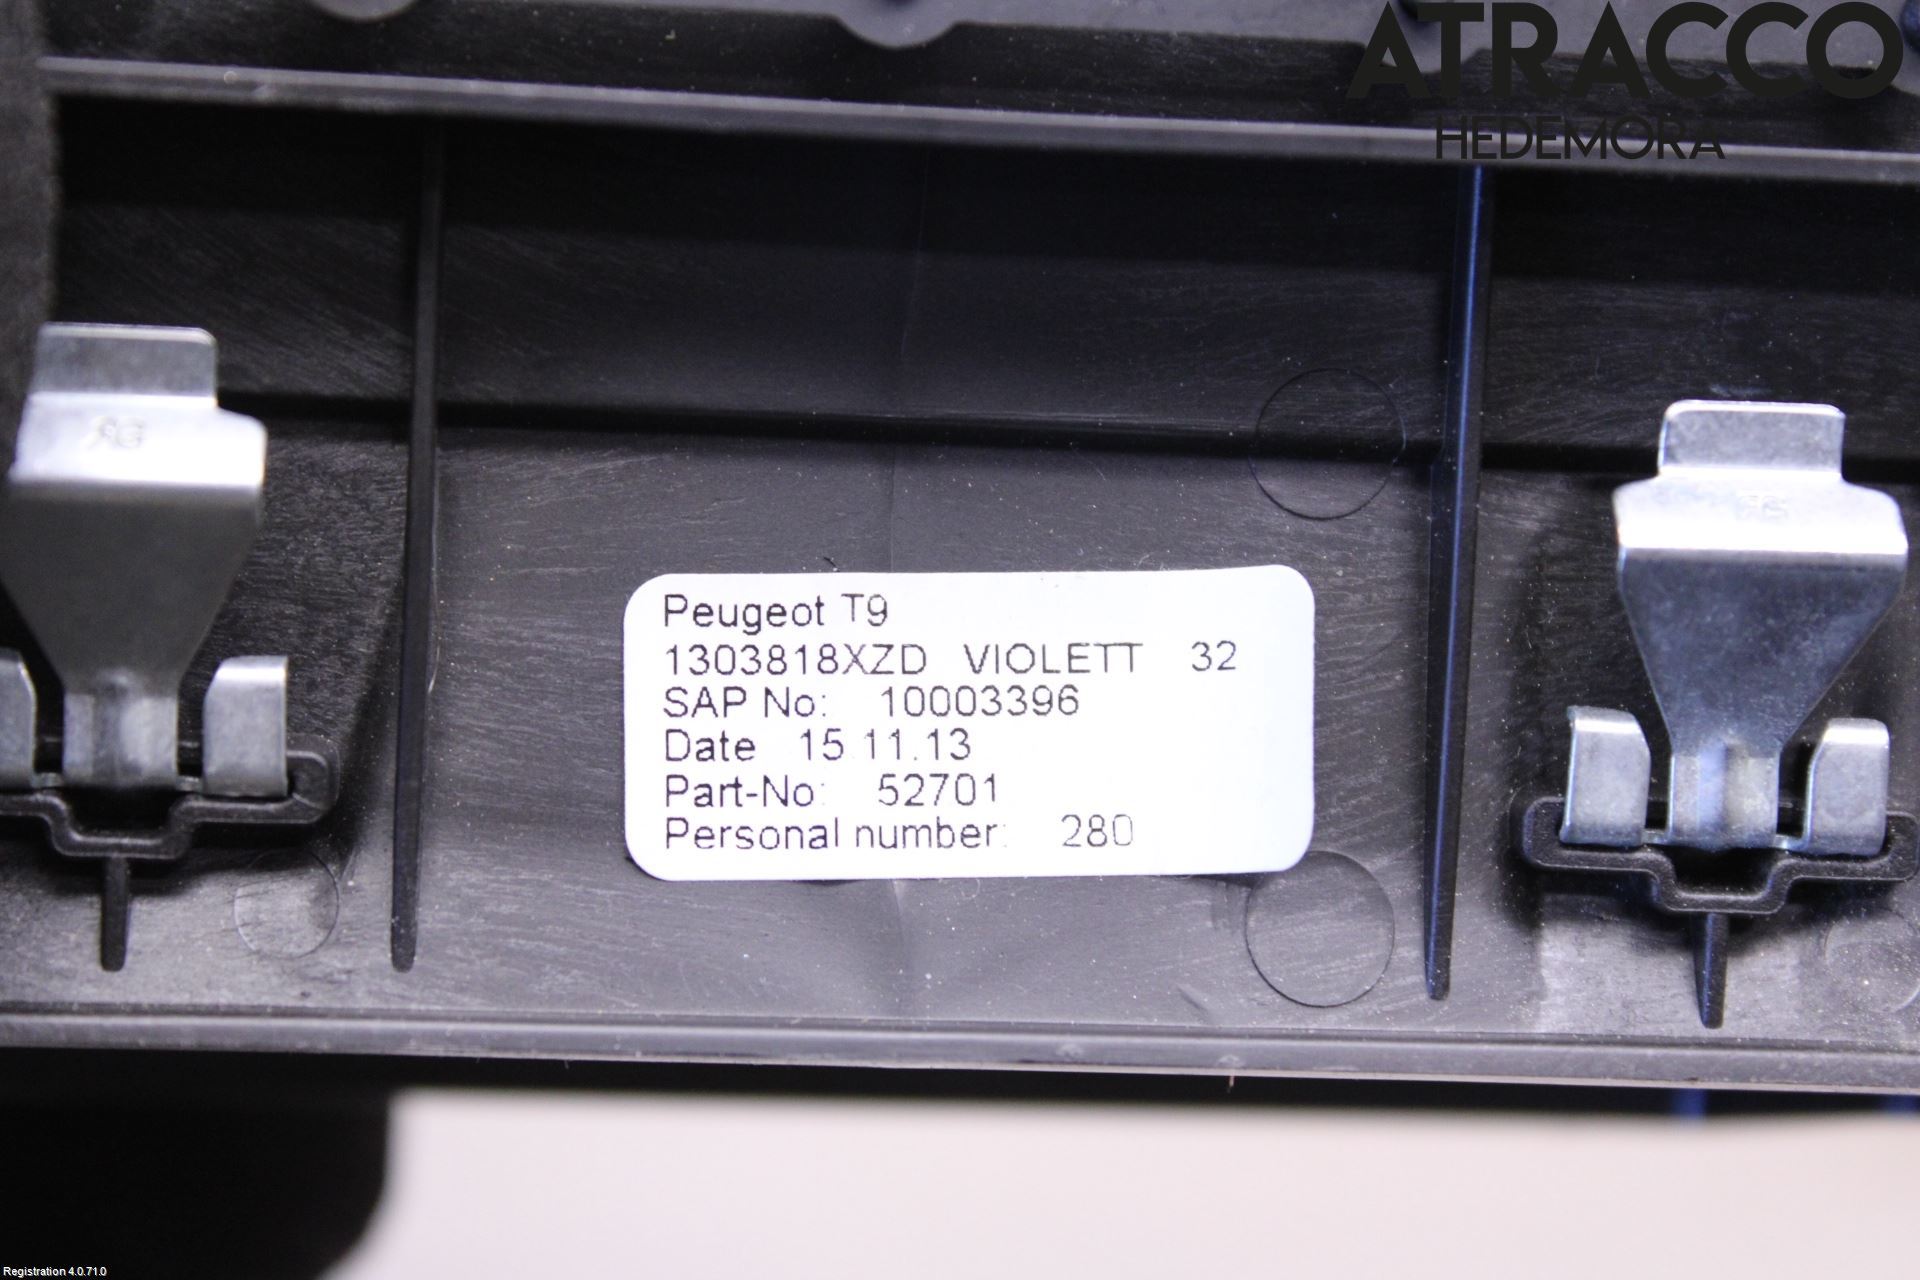 ATRACCO
HEDEMORA
Peugeot T9
1303818XZD VIOLETT 32
SAP No: 10003396
Date 15.11.13
Part-No: 52701
Personal number: 280
Registration 4.0.71.0